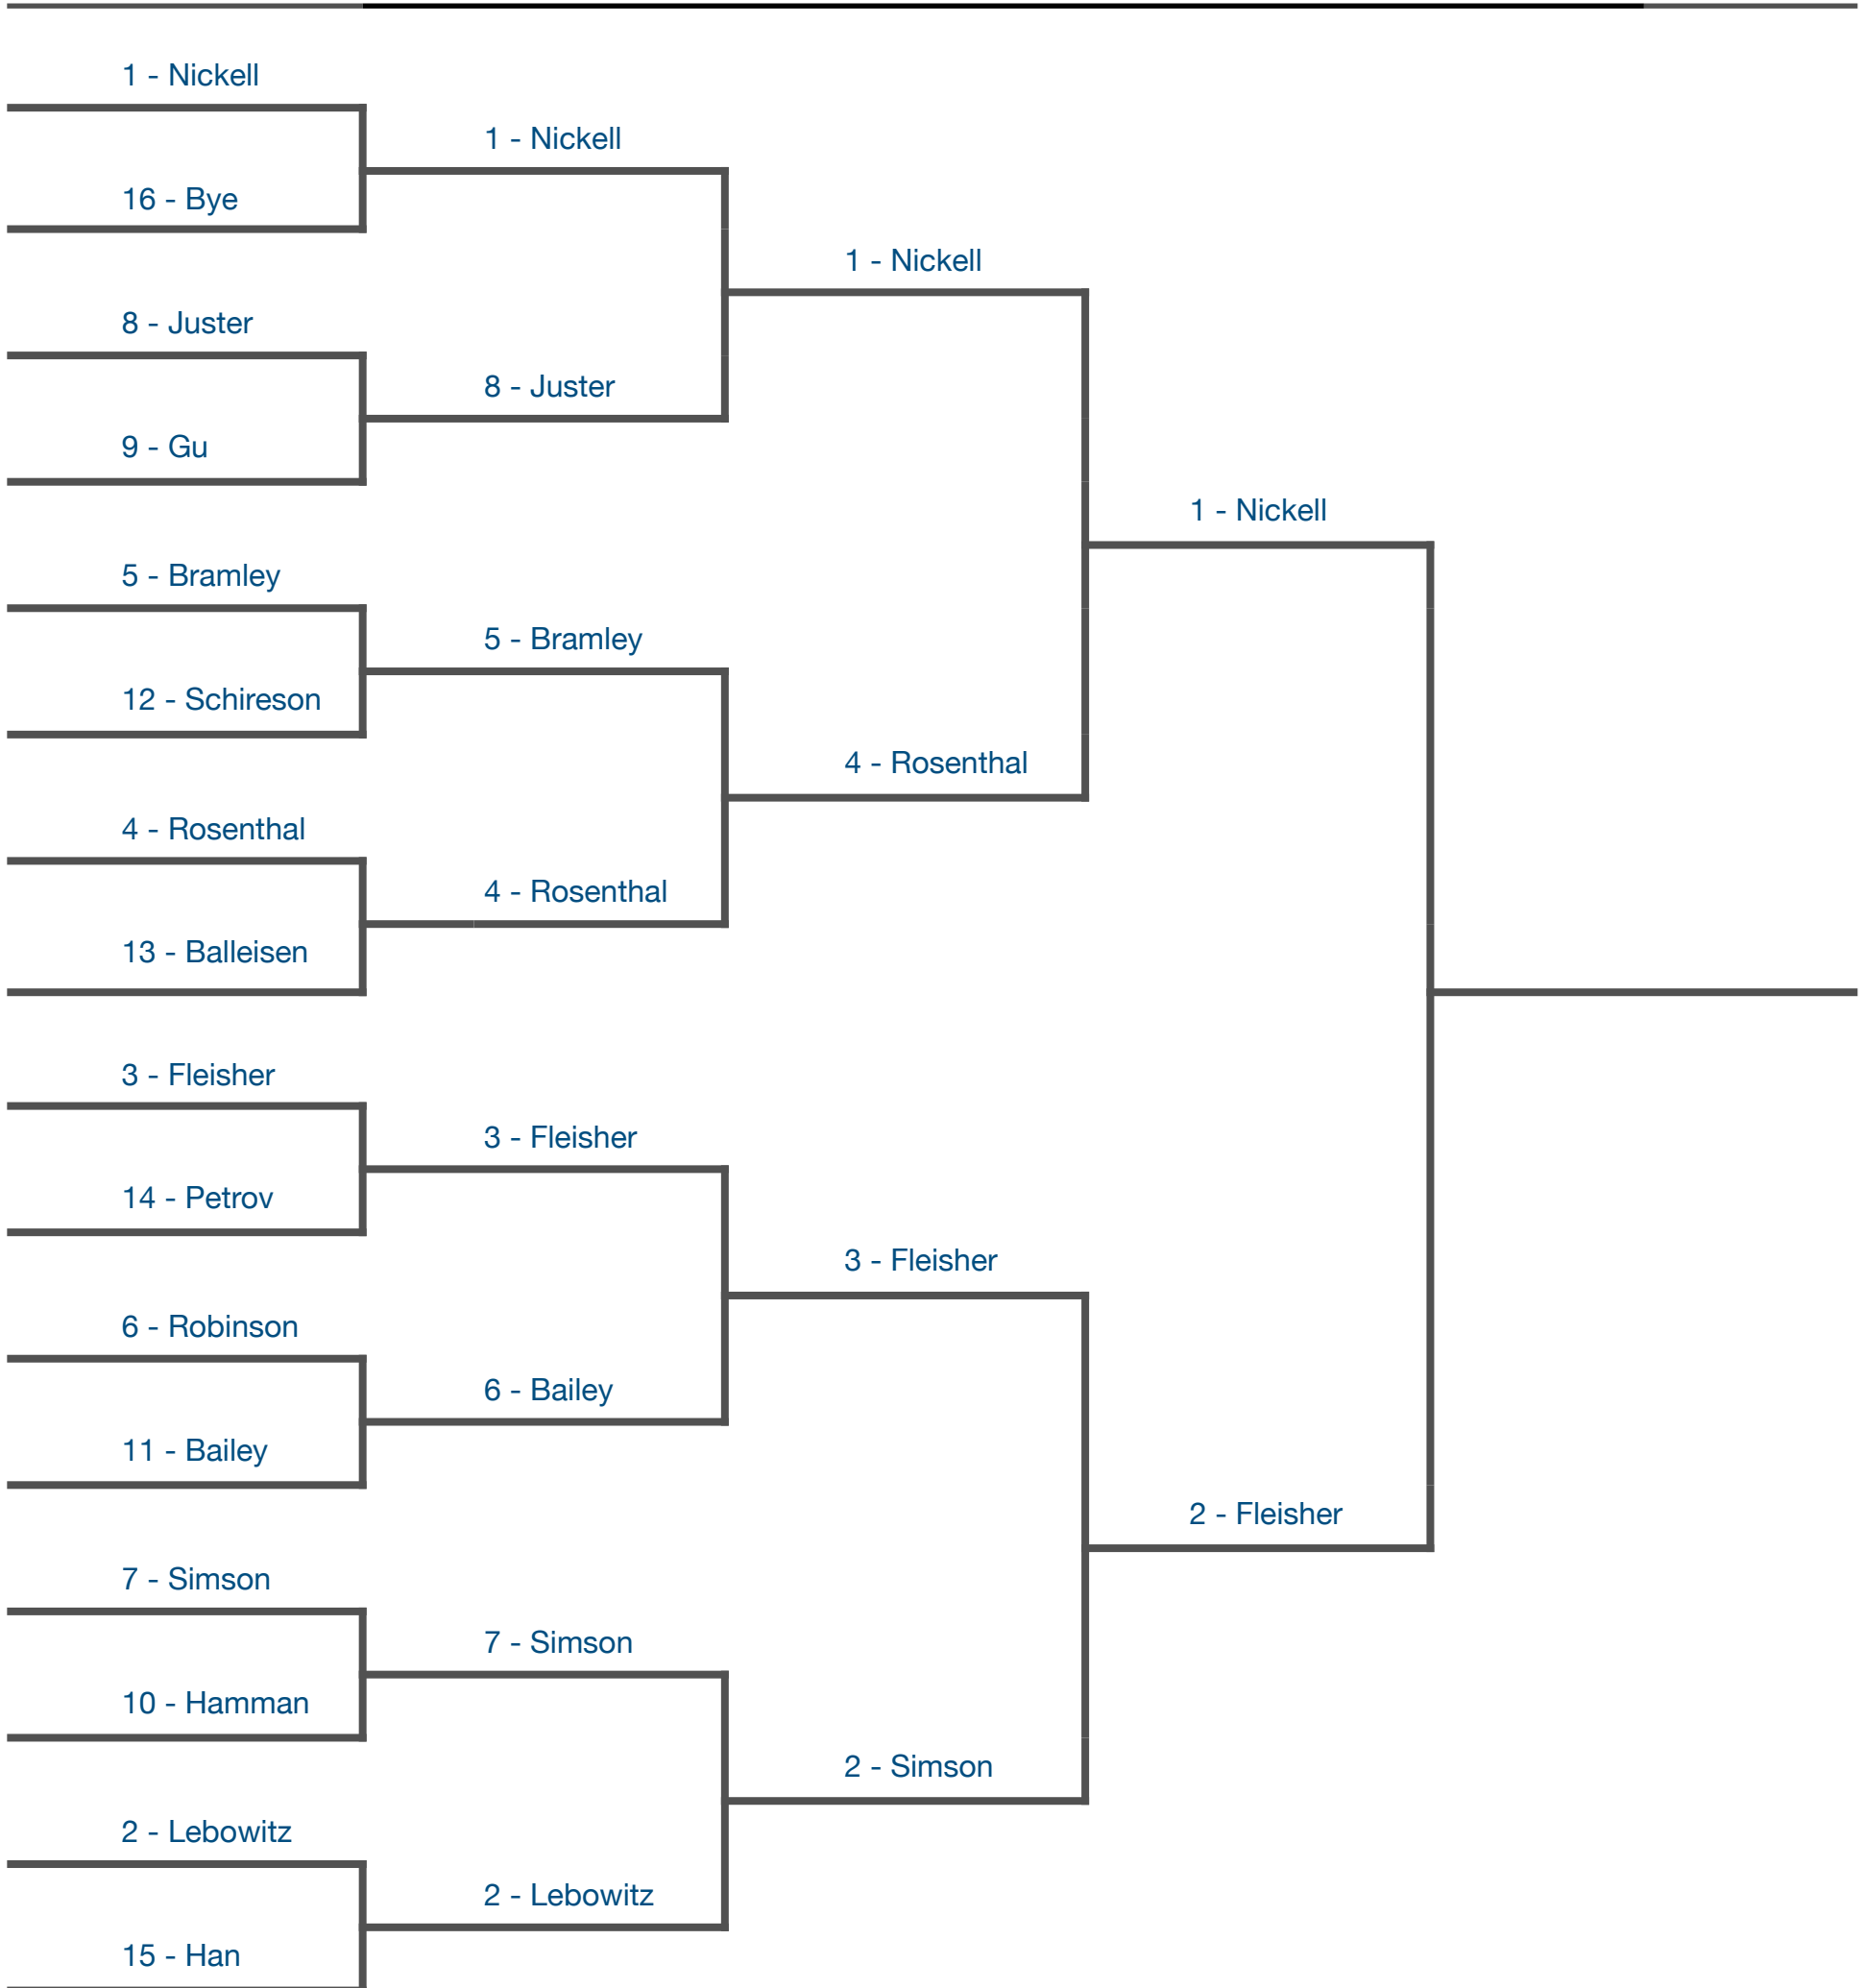 1 - Nickell
16 - Bye
8 - Juster
9 - Gu
5 - Bramley
12 - Schireson
4 - Rosenthal
13 - Balleisen
3 - Fleisher
14 - Petrov
6 - Robinson
11 - Bailey
7 - Simson
10 - Hamman
2 - Lebowitz
15 - Han
1 - Nickell
8 - Juster
5 - Bramley
4 - Rosenthal
3 - Fleisher
6 - Bailey
7 - Simson
2 - Lebowitz
1 - Nickell
4 - Rosenthal
3 - Fleisher
2 - Simson
1 - Nickell
2 - Fleisher